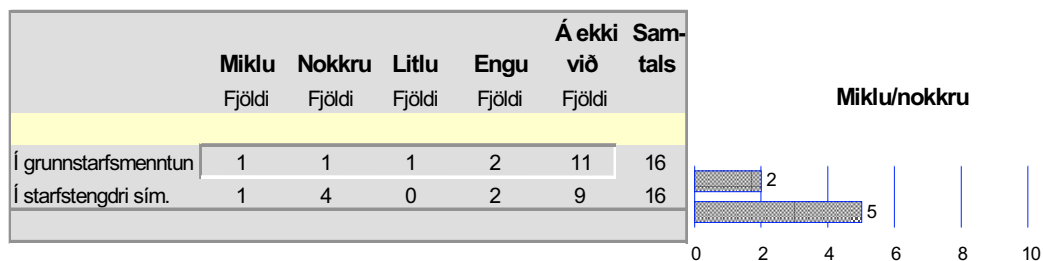 Á ekki Sam-
Miklu Nokkru Litlu Engu við tals
Fjöldi Fjöldi Fjöldi Fjöldi Fjöldi
Miklu/nokkru
Í grunnstarfsmenntun 1 1 1 2 11 16
Í starfstengdri sím. 1 4 0 2 9 16
2
5
0 2 4 6 8 10